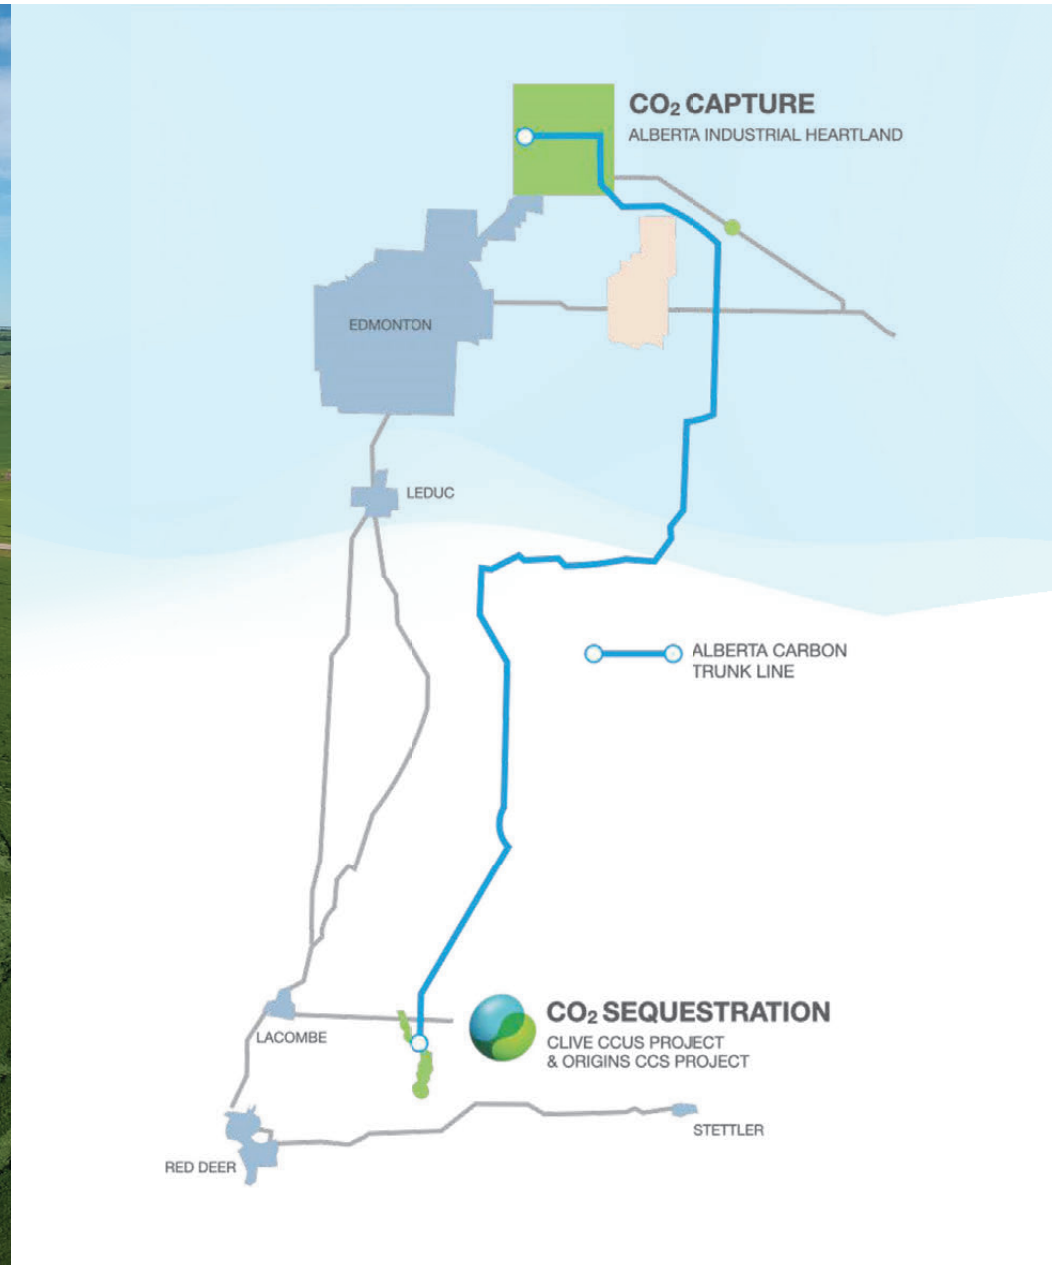 CO₂ CAPTURE
ALBERTA INDUSTRIAL HEARTLAND
EDMONTON
LEDUC
ALBERTA CARBON
TRUNK LINE
CO₂ SEQUESTRATION
CLIVE CCUS PROJECT
& ORIGINS CCS PROJECT
LACOMBE
STETTLER
RED DEER